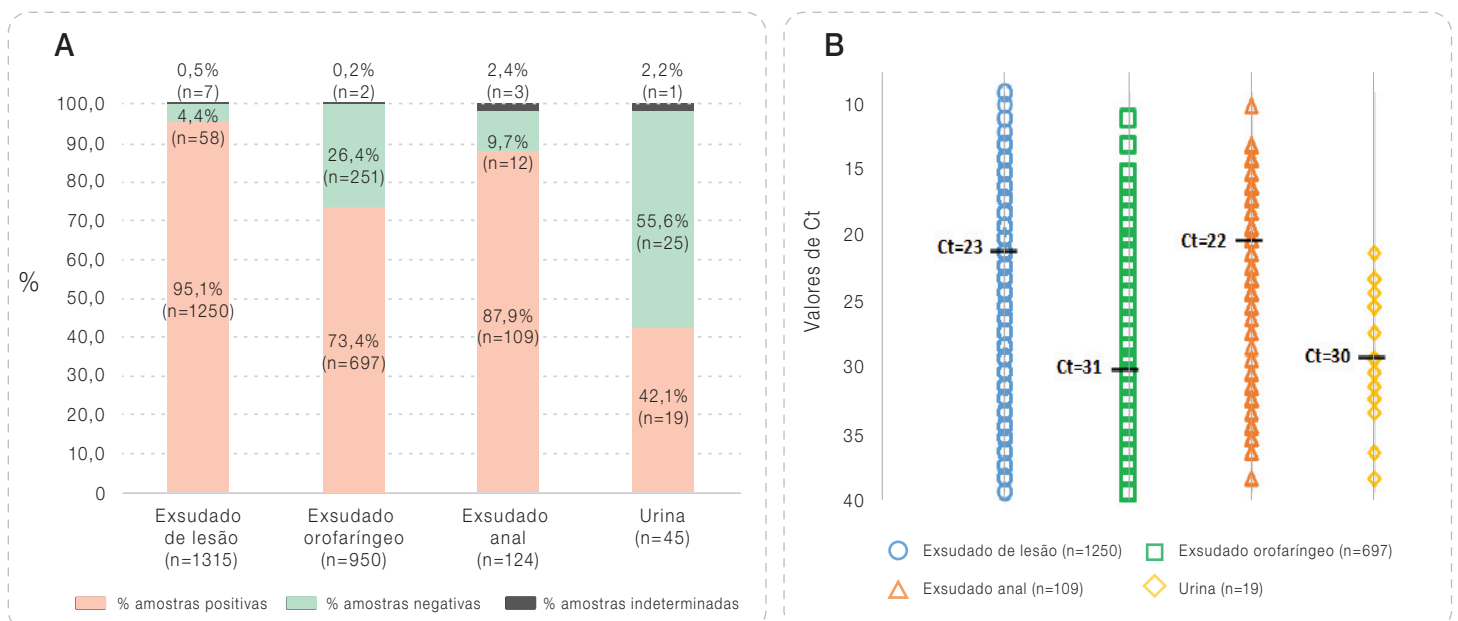 A
0,5%
(n=7)
0,2%
(n=2)
2,4%
(n=3)
2,2%
(n=1)
100,0
90,0
80,0
70,0
60,0
50,0
40,0
30,0
20,0
10,0
0
%
4,4%
(n=58)
95,1%
(n=1250)
26,4%
(n=251)
73,4%
(n=697)
9,7%
(n=12)
87,9%
(n=109)
55,6%
(n=25)
42,1%
(n=19)
Exsudado
de lesão
(n=1315)
Exsudado
orofaríngeo
(n=950)
Exsudado
anal
(n=124)
Urina
(n=45)
% amostras positivas
% amostras negativas
% amostras indeterminadas
B
Valores de Ct
10
15
20
25
30
35
40
Ct=23
Ct=31
Ct=22
Ct=30
Exsudado de lesão (n=1250)
Exsudado orofaríngeo (n=697)
Exsudado anal (n=109)
Urina (n=19)